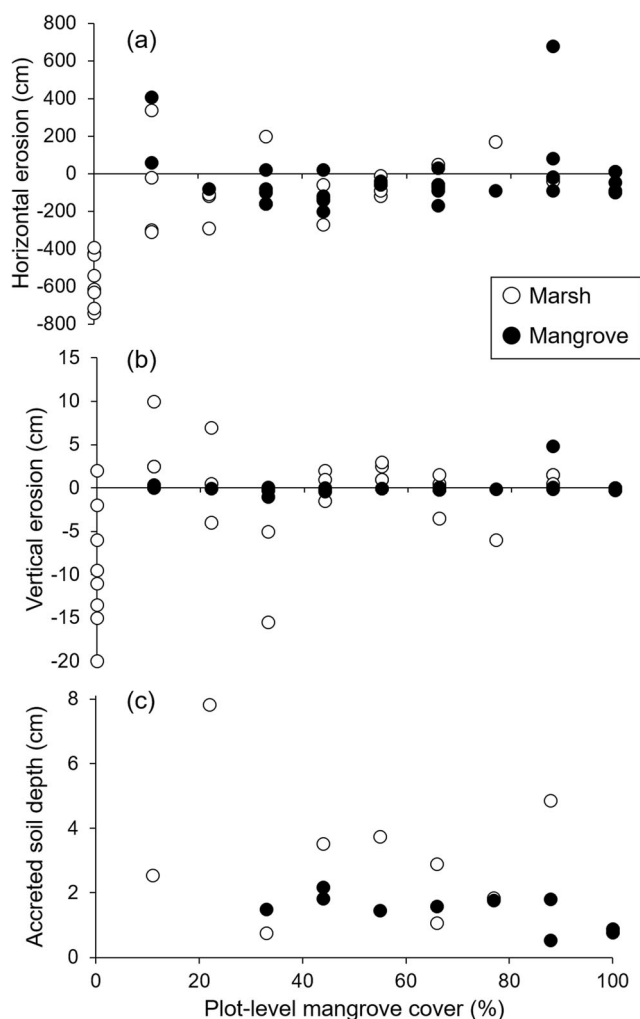 (a)
Horizontal erosion (cm)
800
600
400
200
0
-200
-400
-600
-800
Marsh
Mangrove
(b)
Vertical erosion (cm)
15
10
5
0
-5
-10
-15
-20
(c)
Accreted soil depth (cm)
8
6
4
2
0
0 20 40 60 80 100
Plot-level mangrove cover (%)